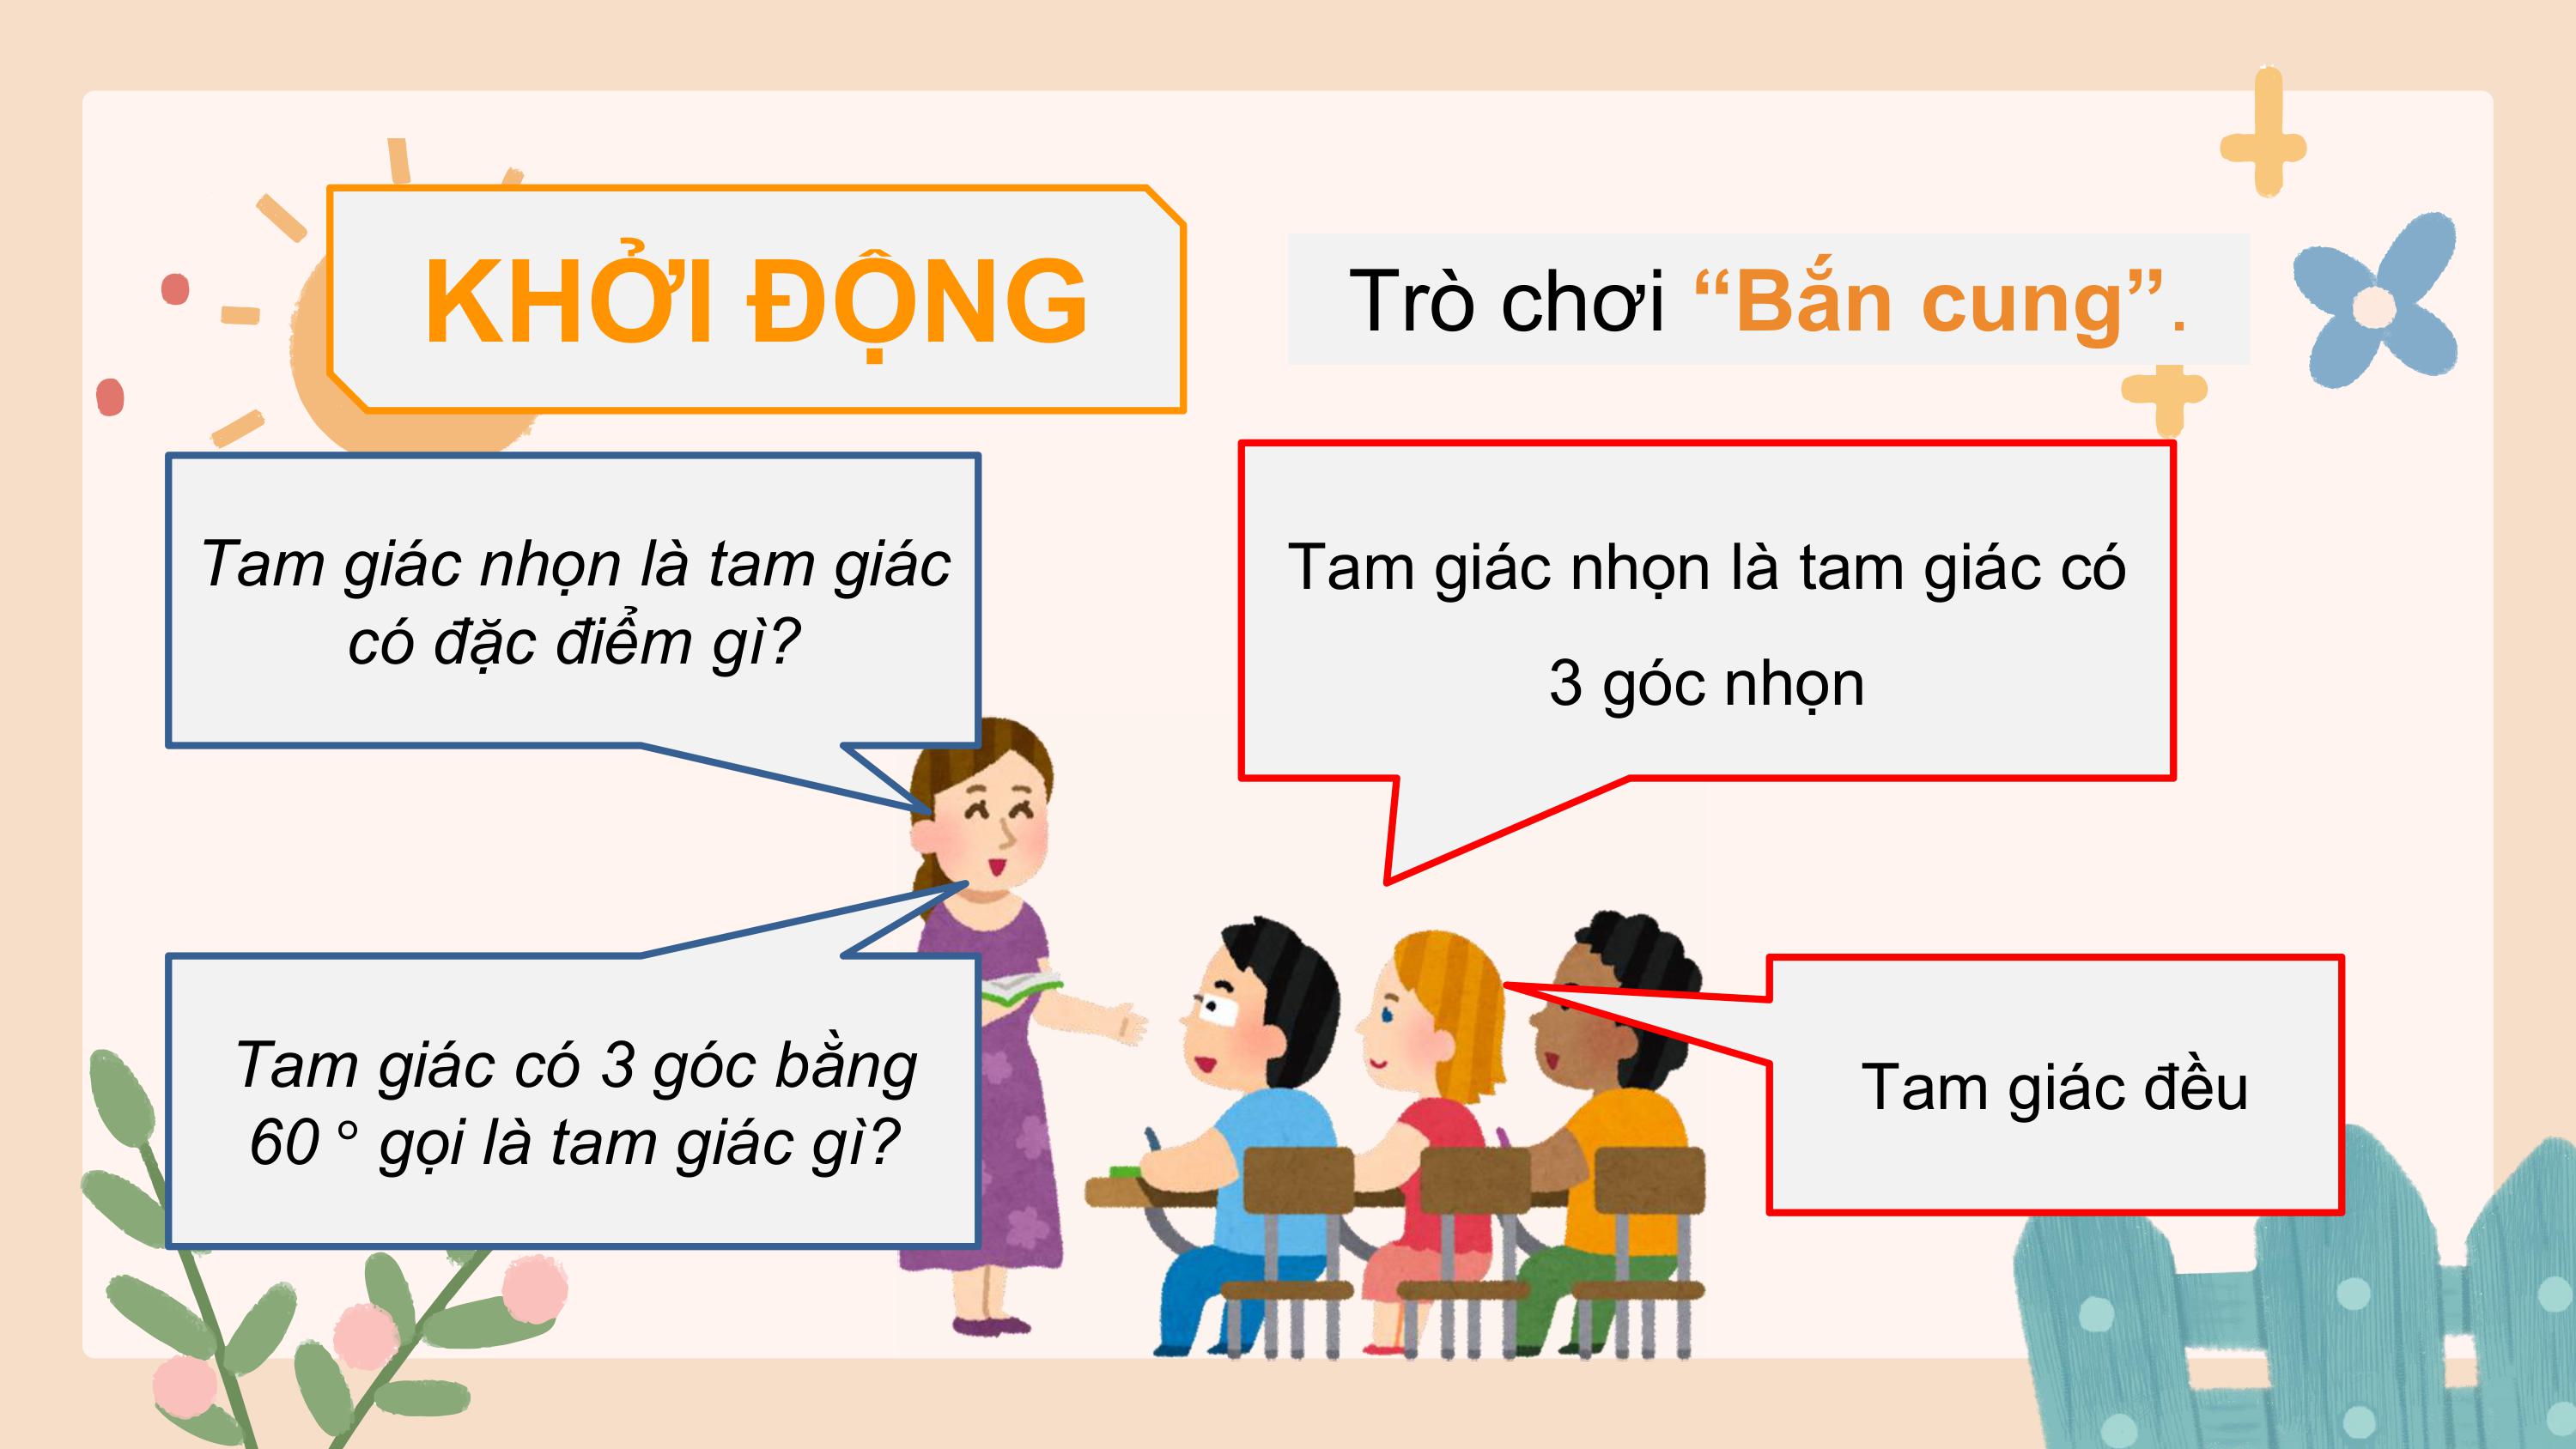 KHỞI ĐỘNG
Trò chơi “Bắn cung”.
Tam giác nhọn là tam giác
có đặc điểm gì?
Tam giác nhọn là tam giác có
3 góc nhọn
Tam giác có 3 góc bằng
60° gọi là tam giác gì?
Tam giác đều